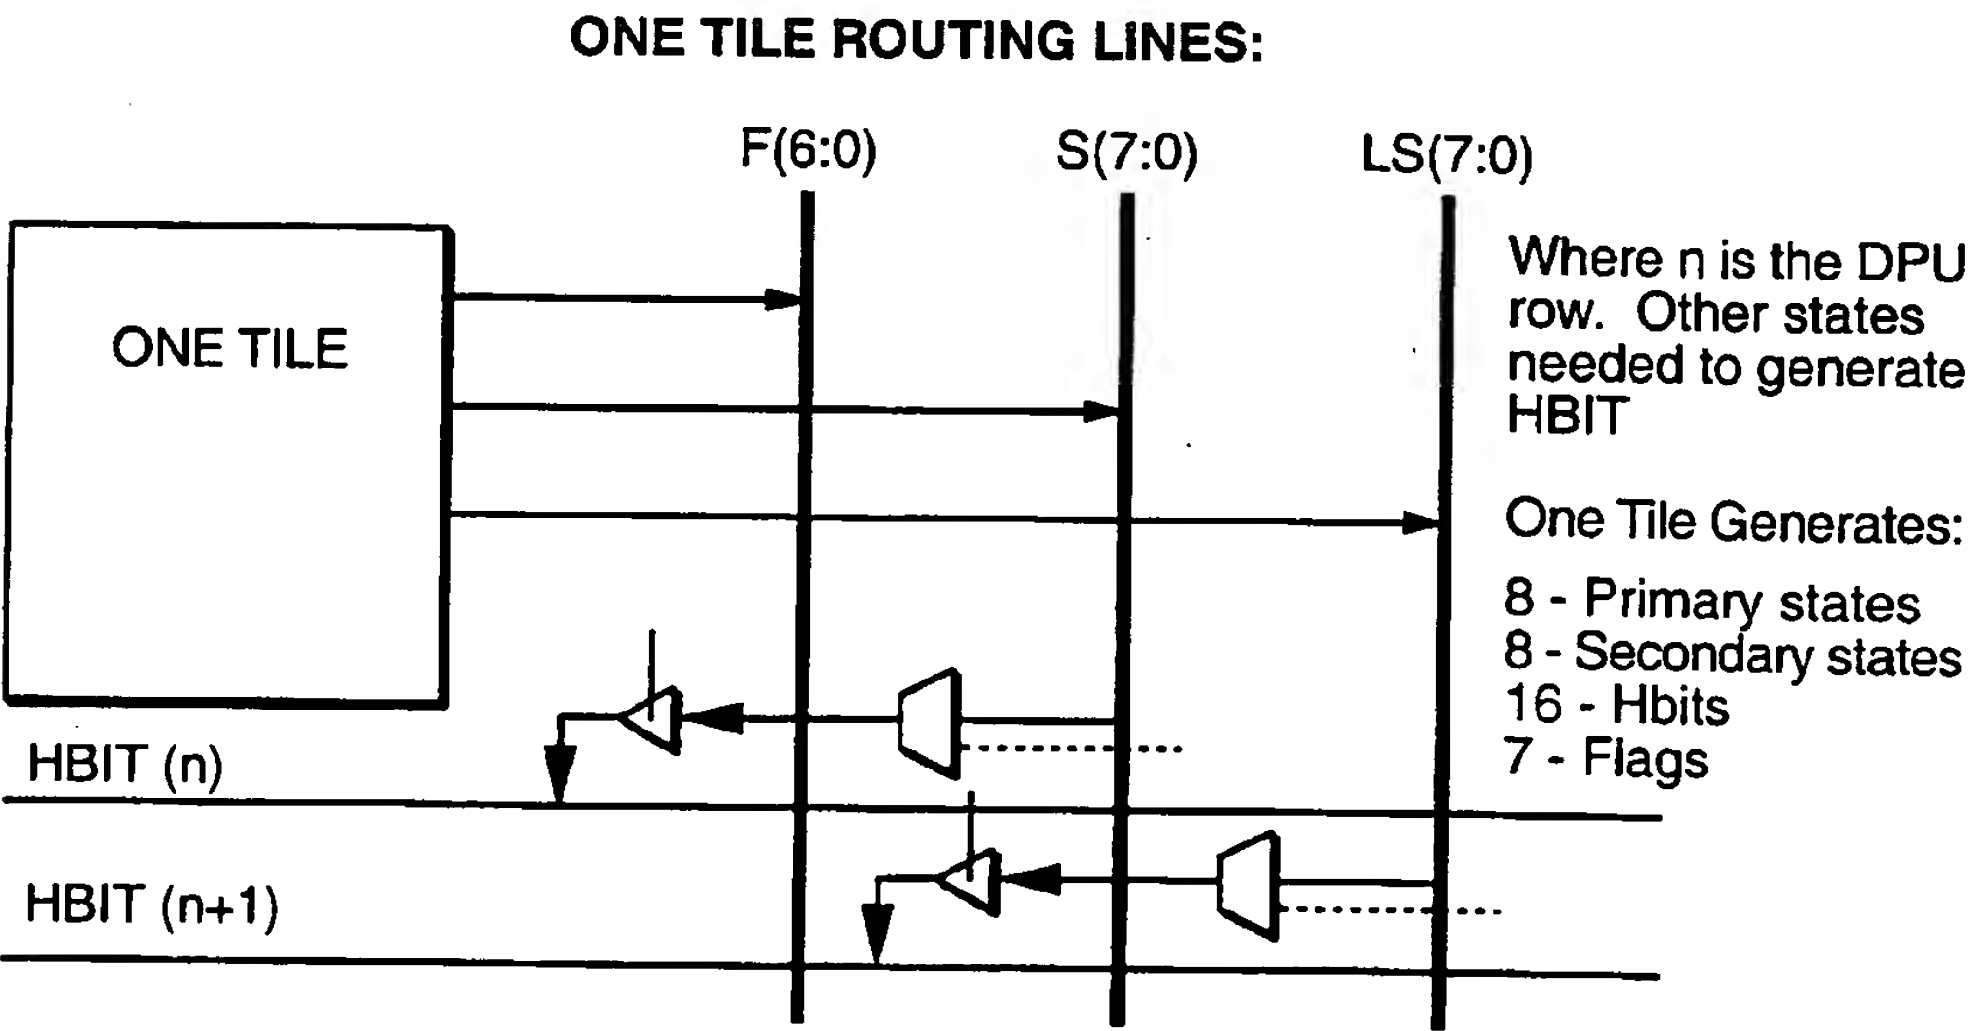 ONE TILE ROUTING LINES:
F(6:0)
S(7:0)
LS(7:0)
ONE TILE
Where n is the DPU
row. Other states
needed to generate
HBIT
One Tile Generates:
8 - Primary states
8 - Secondary states
16 - Hbits
7 - Flags
HBIT (n)
HBIT (n+1)